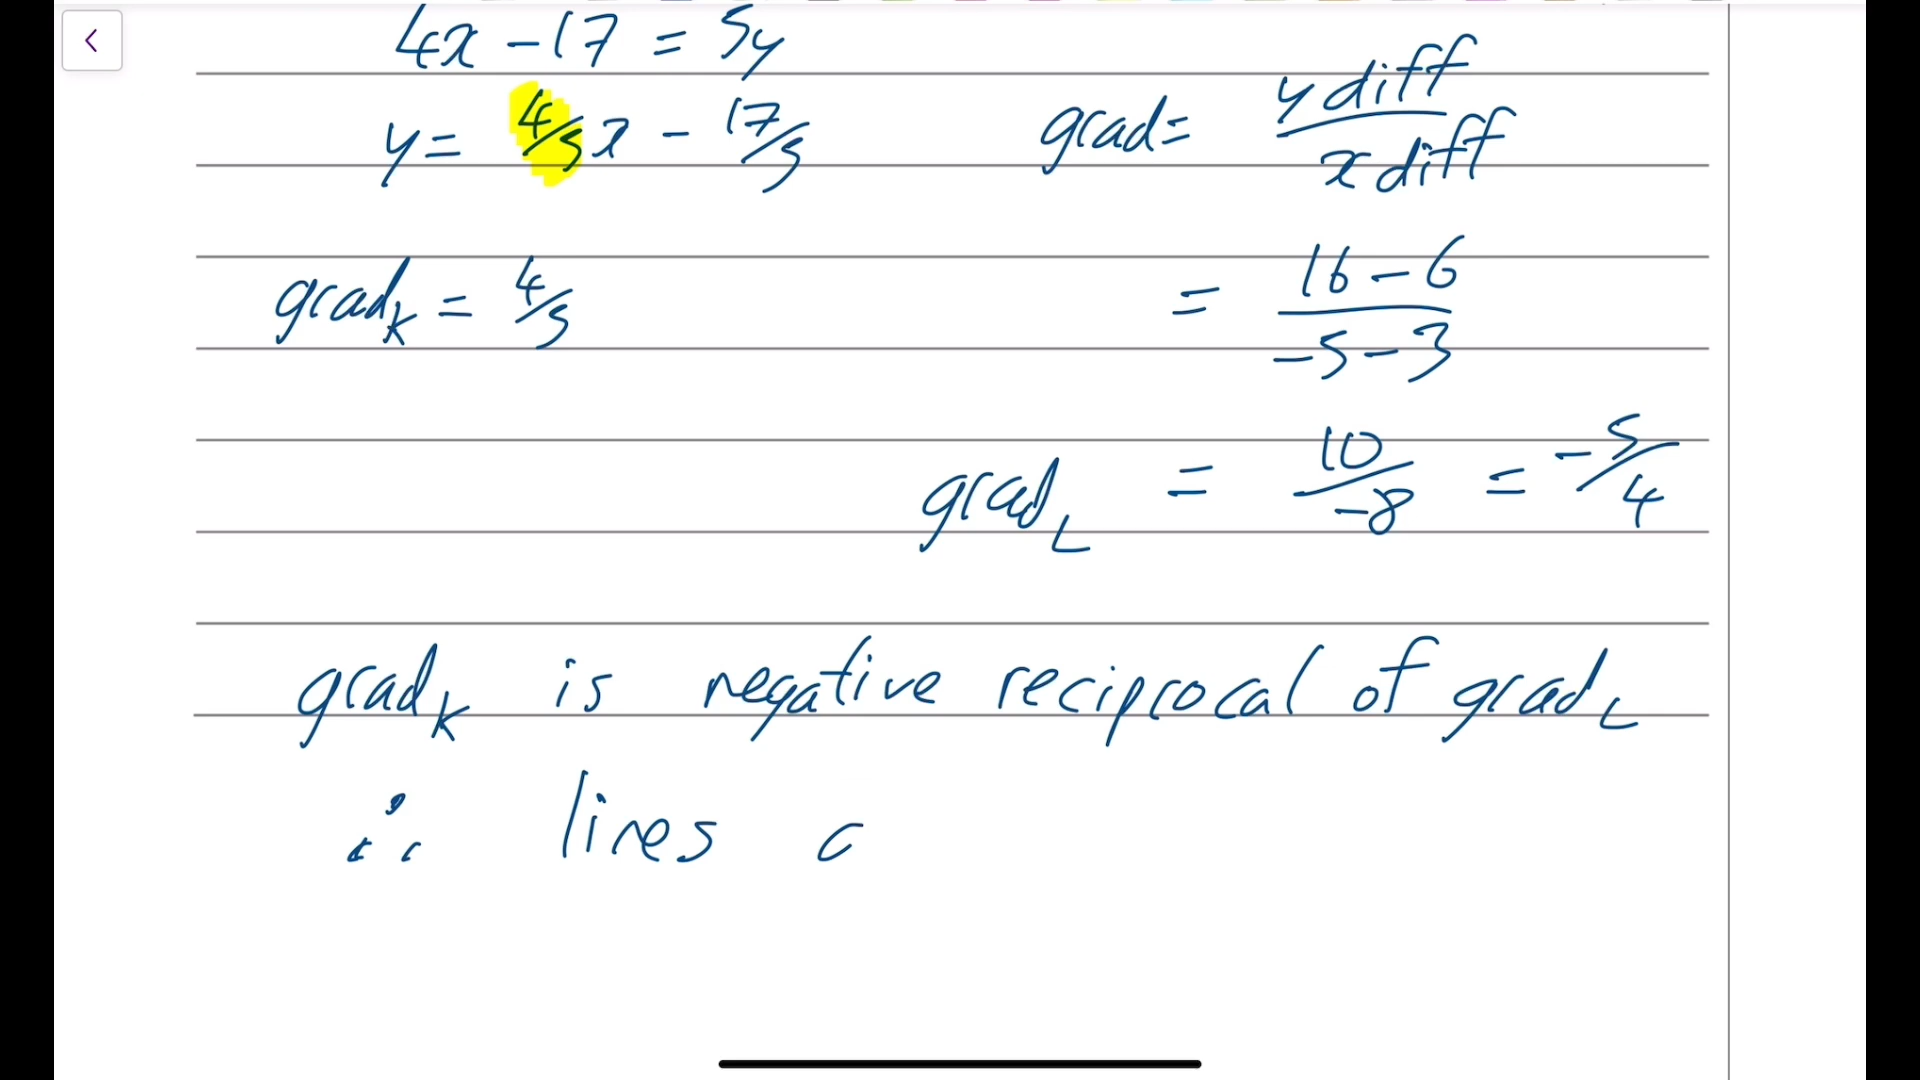 4x - 17 = 5y
y = 4/5 x - 17/5
grad_K = 4/5
grad = y diff / x diff
= 16 - 6 / -5 - 3
grad_L = 10/-8 = -5/4
grad_K is negative reciprocal of grad_L
∴ lines a